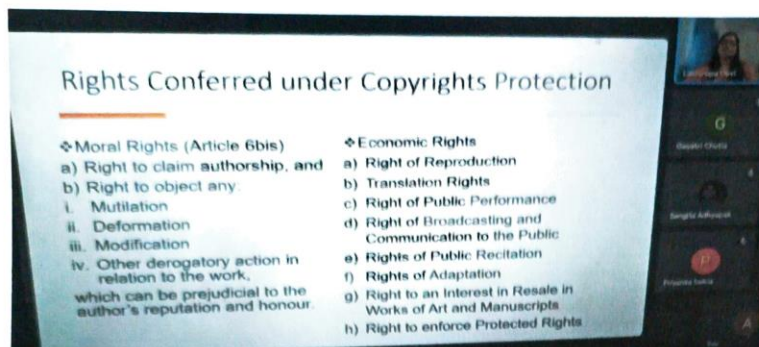 Rights Conferred under Copyrights Protection
❖Moral Rights (Article 6bis)
a) Right to claim authorship, and
b) Right to object any:
i. Mutilation
ii. Deformation
iii. Modification
iv. Other derogatory action in
relation to the work,
which can be prejudicial to the
author's reputation and honour.
❖Economic Rights
a) Right of Reproduction
b) Translation Rights
c) Right of Public Performance
d) Right of Broadcasting and
Communication to the Public
e) Rights of Public Recitation
f) Rights of Adaptation
g) Right to an Interest in Resale in
Works of Art and Manuscripts
h) Right to enforce Protected Rights
G
P
A